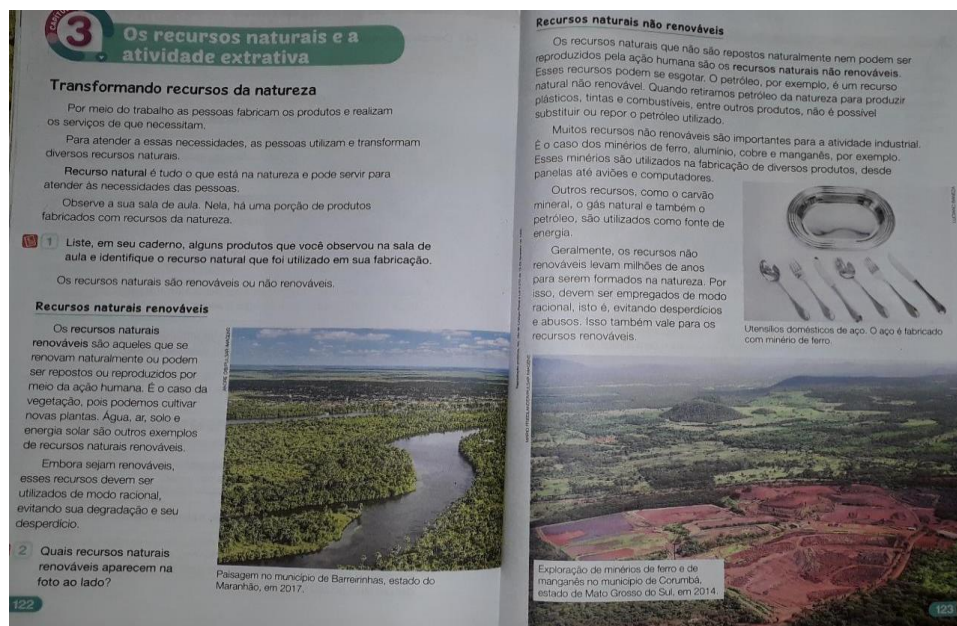 CAPÍTULO
3
Os recursos naturais e a
atividade extrativa
Transformando recursos da natureza
Por meio do trabalho as pessoas fabricam os produtos e realizam
os serviços de que necessitam.
Para atender a essas necessidades, as pessoas utilizam e transformam
diversos recursos naturais.
Recurso natural é tudo o que está na natureza e pode servir para
atender às necessidades das pessoas.
Observe a sua sala de aula. Nela, há uma porção de produtos
fabricados com recursos da natureza.
1 Liste, em seu caderno, alguns produtos que você observou na sala de
aula e identifique o recurso natural que foi utilizado em sua fabricação.
Os recursos naturais são renováveis ou não renováveis.
Recursos naturais renováveis
Os recursos naturais
renováveis são aqueles que se
renovam naturalmente ou podem
ser repostos ou reproduzidos por
meio da ação humana. É o caso da
vegetação, pois podemos cultivar
novas plantas. Água, ar, solo e
energia solar são outros exemplos
de recursos naturais renováveis.
Embora sejam renováveis,
esses recursos devem ser
utilizados de modo racional,
evitando sua degradação e seu
desperdício.
2 Quais recursos naturais
renováveis aparecem na
foto ao lado?
Paisagem no município de Barreirinhas, estado do
Maranhão, em 2017.
122
Recursos naturais não renováveis
Os recursos naturais que não são repostos naturalmente nem podem ser
reproduzidos pela ação humana são os recursos naturais não renováveis.
Esses recursos podem se esgotar. O petróleo, por exemplo, é um recurso
natural não renovável. Quando retiramos petróleo da natureza para produzir
plásticos, tintas e combustíveis, entre outros produtos, não é possível
substituir ou repor o petróleo utilizado.
Muitos recursos não renováveis são importantes para a atividade industrial.
É o caso dos minérios de ferro, alumínio, cobre e manganês, por exemplo.
Esses minérios são utilizados na fabricação de diversos produtos, desde
panelas até aviões e computadores.
Outros recursos, como o carvão
mineral, o gás natural e também o
petróleo, são utilizados como fonte de
energia.
Geralmente, os recursos não
renováveis levam milhões de anos
para serem formados na natureza. Por
isso, devem ser empregados de modo
racional, isto é, evitando desperdícios
e abusos. Isso também vale para os
recursos renováveis.
Utensílios domésticos de aço. O aço é fabricado
com minério de ferro.
Exploração de minérios de ferro e de
manganês no município de Corumbá,
estado de Mato Grosso do Sul, em 2014.
123